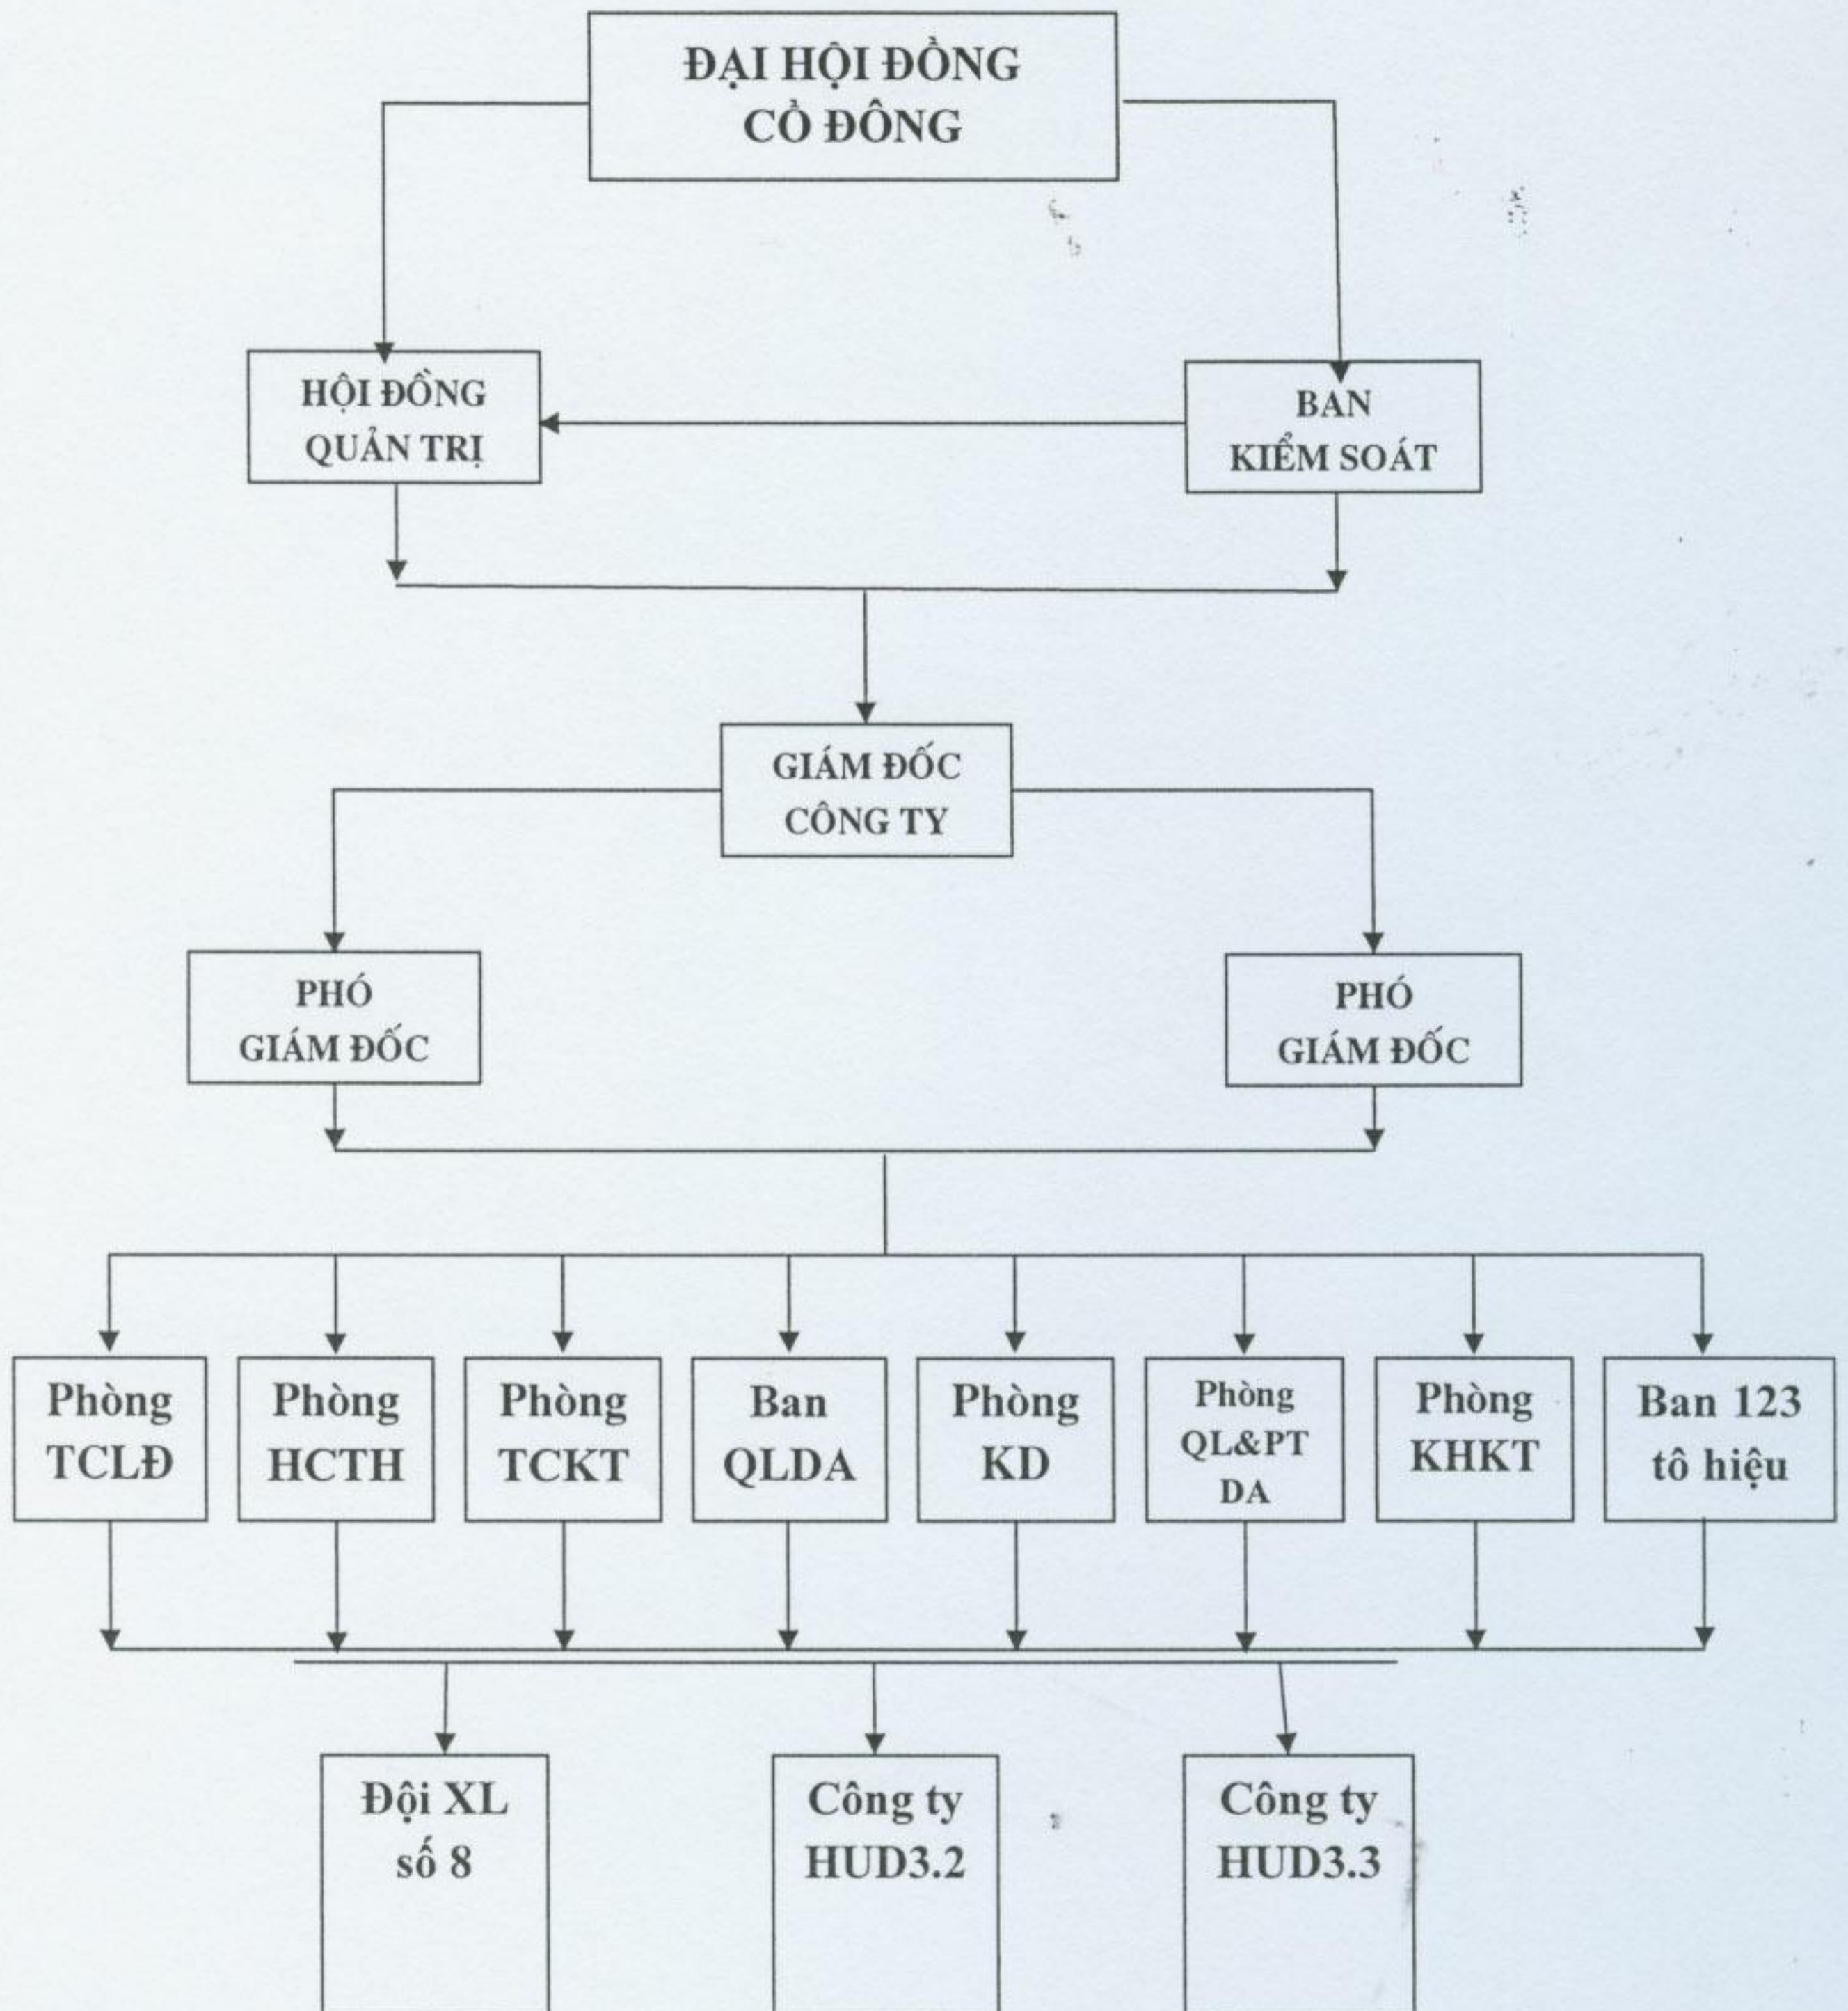 ĐẠI HỘI ĐỒNG
CỔ ĐÔNG
HỘI ĐỒNG
QUẢN TRỊ
BAN
KIỂM SOÁT
GIÁM ĐỐC
CÔNG TY
PHÓ
GIÁM ĐỐC
PHÓ
GIÁM ĐỐC
Phòng
TCLĐ
Phòng
HCTH
Phòng
TCKT
Ban
QLDA
Phòng
KD
Phòng
QL&PT
DA
Phòng
KHKT
Ban 123
tô hiệu
Đội XL
số 8
Công ty
HUD3.2
Công ty
HUD3.3